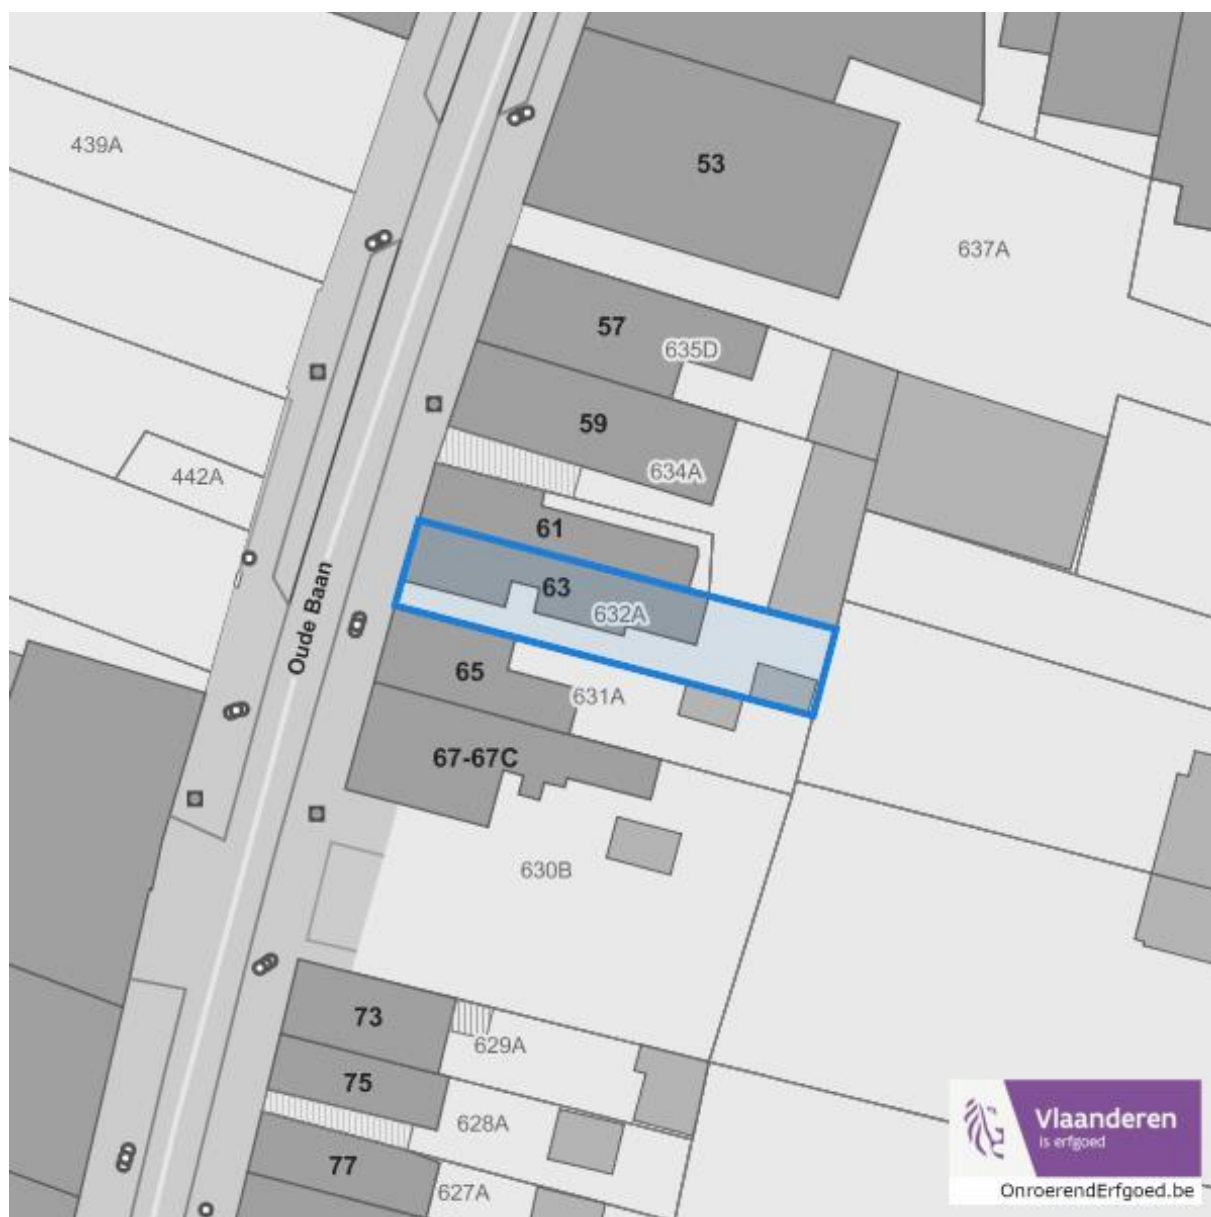 53
439A
637A
57
635D
59
634A
442A
61
63
632A
Oude Baan
65
631A
67-67C
630B
73
629A
75
628A
77
627A
Vlaanderen
is erfgoed
OnroerendErfgoed.be